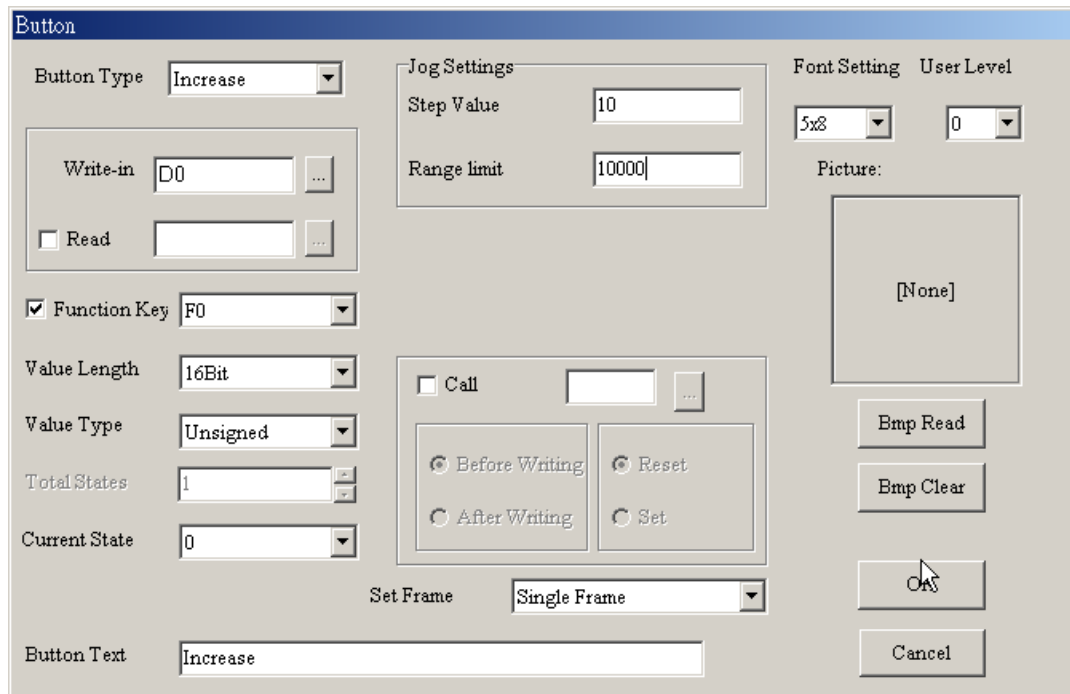 Button
Button Type Increase
Write-in D0 ...
Read ...
Function Key F0
Value Length 16Bit
Value Type Unsigned
Total States 1
Current State 0
Jog Settings
Step Value 10
Range limit 10000
Call ...
Before Writing Reset
After Writing Set
Set Frame Single Frame
Button Text Increase
Font Setting User Level
5x8 0
Picture:
[None]
Bmp Read
Bmp Clear
OK
Cancel